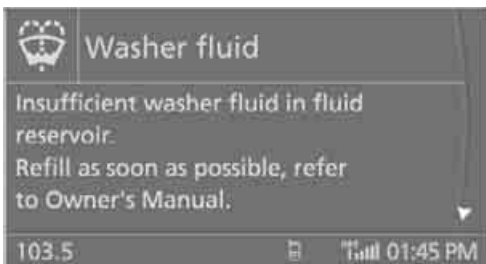 Washer fluid
Insufficient washer fluid in fluid
reservoir.
Refill as soon as possible, refer
to Owner's Manual.
103.5 01:45 PM